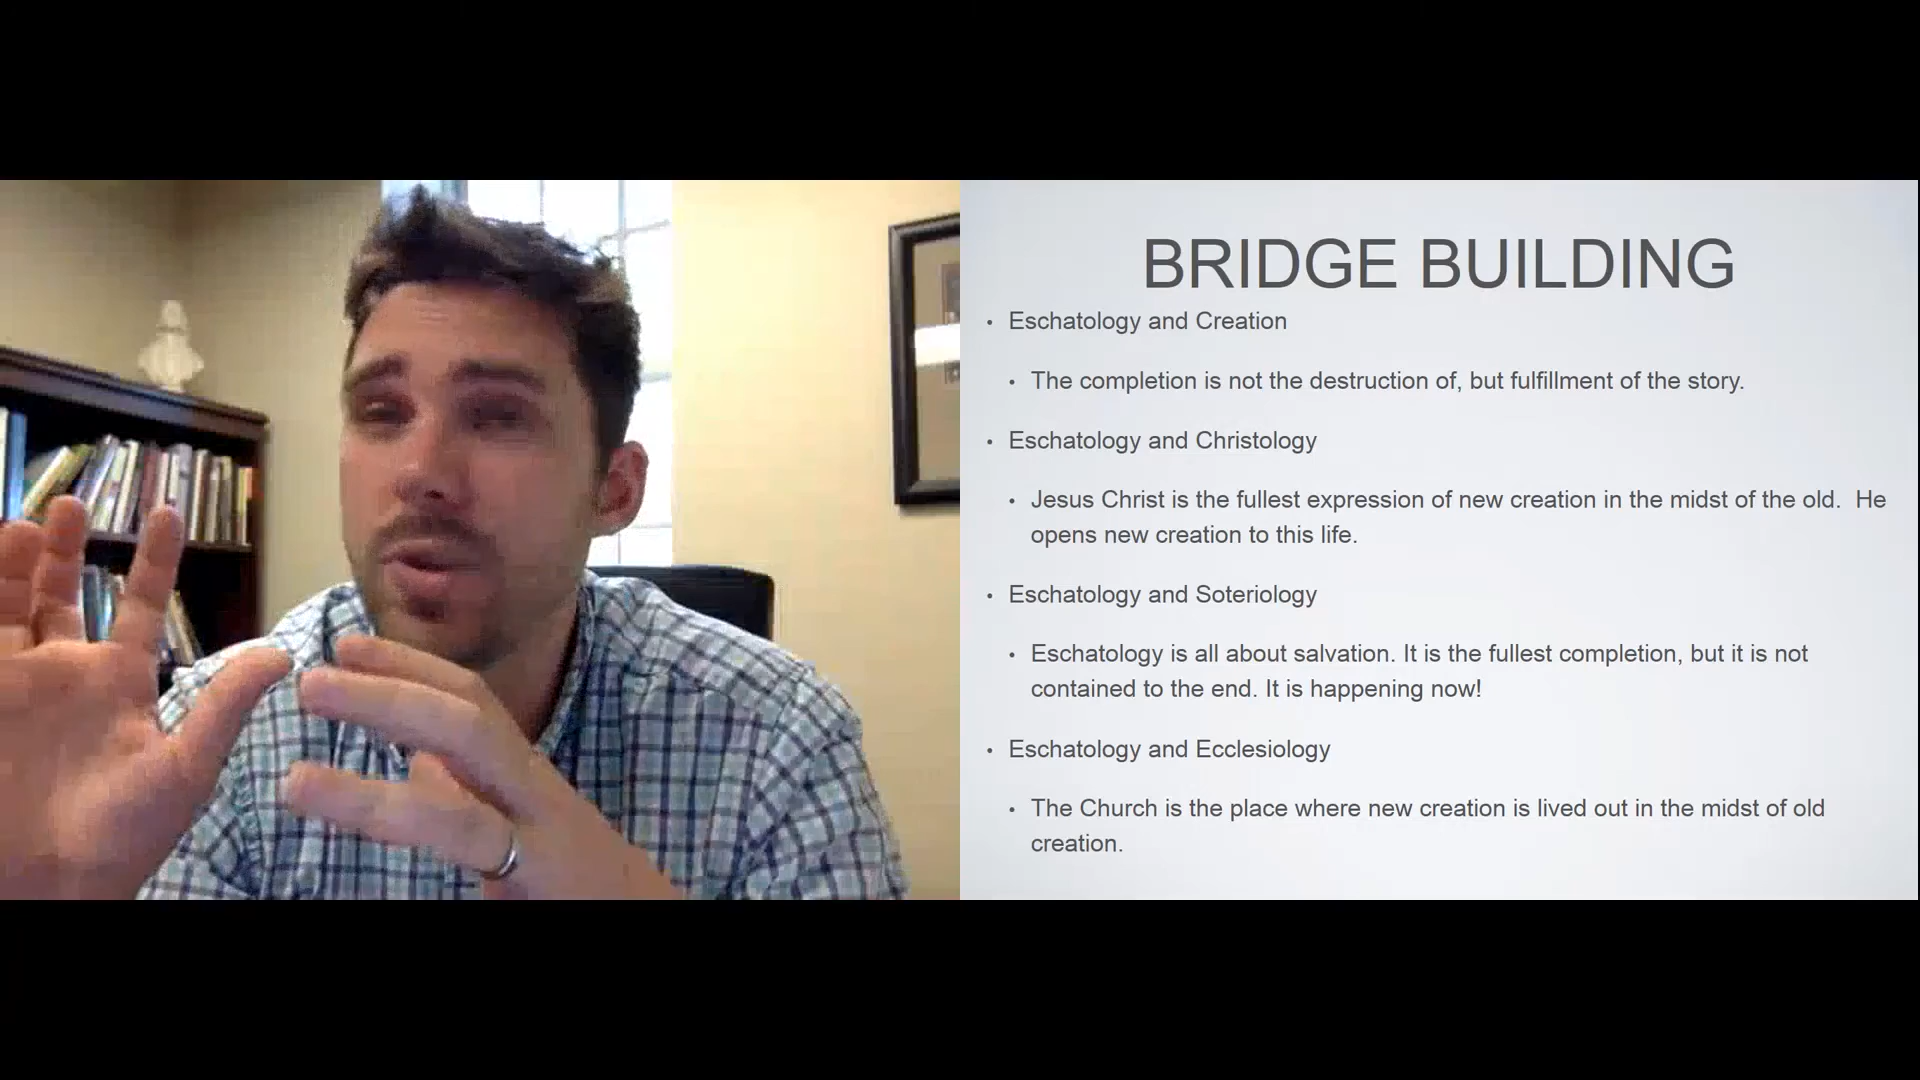 BRIDGE BUILDING
• Eschatology and Creation
• The completion is not the destruction of, but fulfillment of the story.
• Eschatology and Christology
• Jesus Christ is the fullest expression of new creation in the midst of the old.  He
opens new creation to this life.
• Eschatology and Soteriology
• Eschatology is all about salvation. It is the fullest completion, but it is not
contained to the end. It is happening now!
• Eschatology and Ecclesiology
• The Church is the place where new creation is lived out in the midst of old
creation.